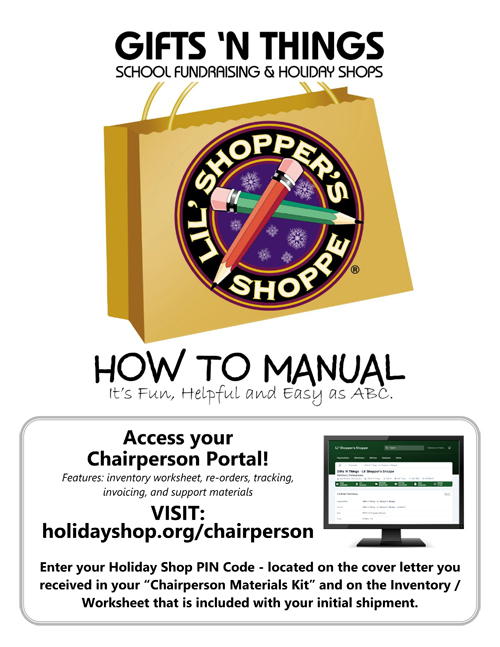 GIFTS 'N THINGS
SCHOOL FUNDRAISING & HOLIDAY SHOPS
LIL' SHOPPER'S
SHOPPE
®
HOW TO MANUAL
It's Fun, Helpful and Easy as ABC.
Access your
Chairperson Portal!
Features: inventory worksheet, re-orders, tracking,
invoicing, and support materials
VISIT:
holidayshop.org/chairperson
Lil' Shopper's Shoppe
Enter your Holiday Shop PIN Code - located on the cover letter you
received in your “Chairperson Materials Kit” and on the Inventory /
Worksheet that is included with your initial shipment.